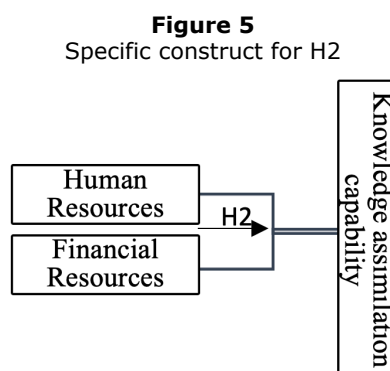 Figure 5
Specific construct for H2
Human
Resources
H2
Financial
Resources
Knowledge assimilation
capability